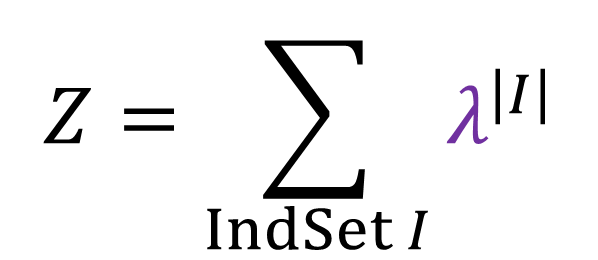 Z = ∑ λ^|I|
IndSet I